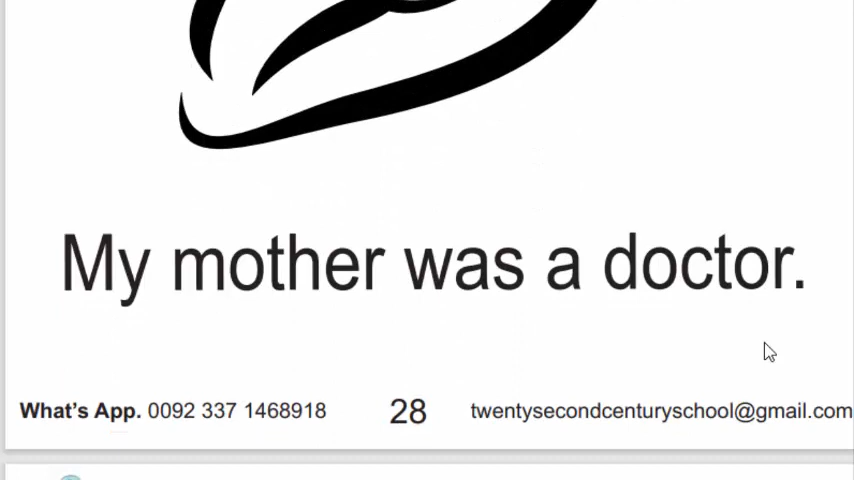 My mother was a doctor.
What's App. 0092 337 1468918 28 twentysecondcenturyschool@gmail.com